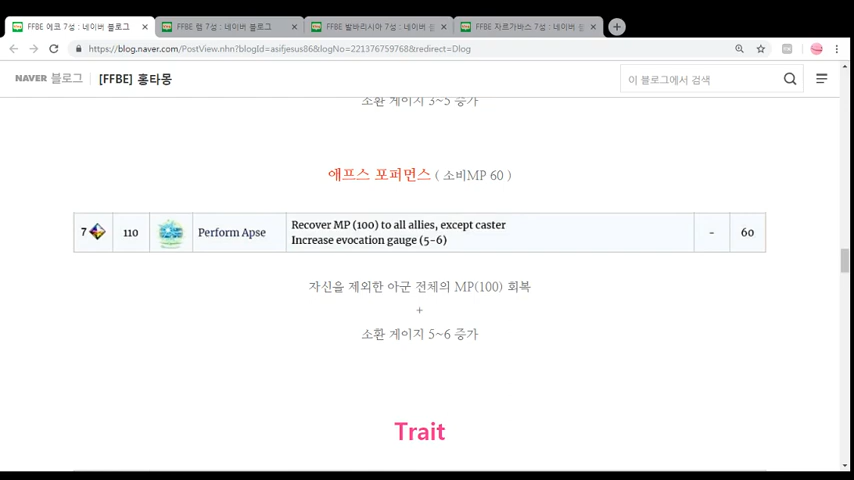 FFBE 에코 7성 : 네이버 블로그
FFBE 렘 7성 : 네이버 블로그
FFBE 발바리시아 7성 : 네이버 블
FFBE 자르가바스 7성 : 네이버 블
https://blog.naver.com/PostView.nhn?blogId=asifjesus86&logNo=221376759768&redirect=Dlog
NAVER 블로그 [FFBE] 홍타몽
이 블로그에서 검색
소환 게이지 3~5 증가
애프스 포퍼먼스 ( 소비MP 60 )
7 110 Perform Apse
Recover MP (100) to all allies, except caster
Increase evocation gauge (5-6)
- 60
자신을 제외한 아군 전체의 MP(100) 회복
+
소환 게이지 5~6 증가
Trait